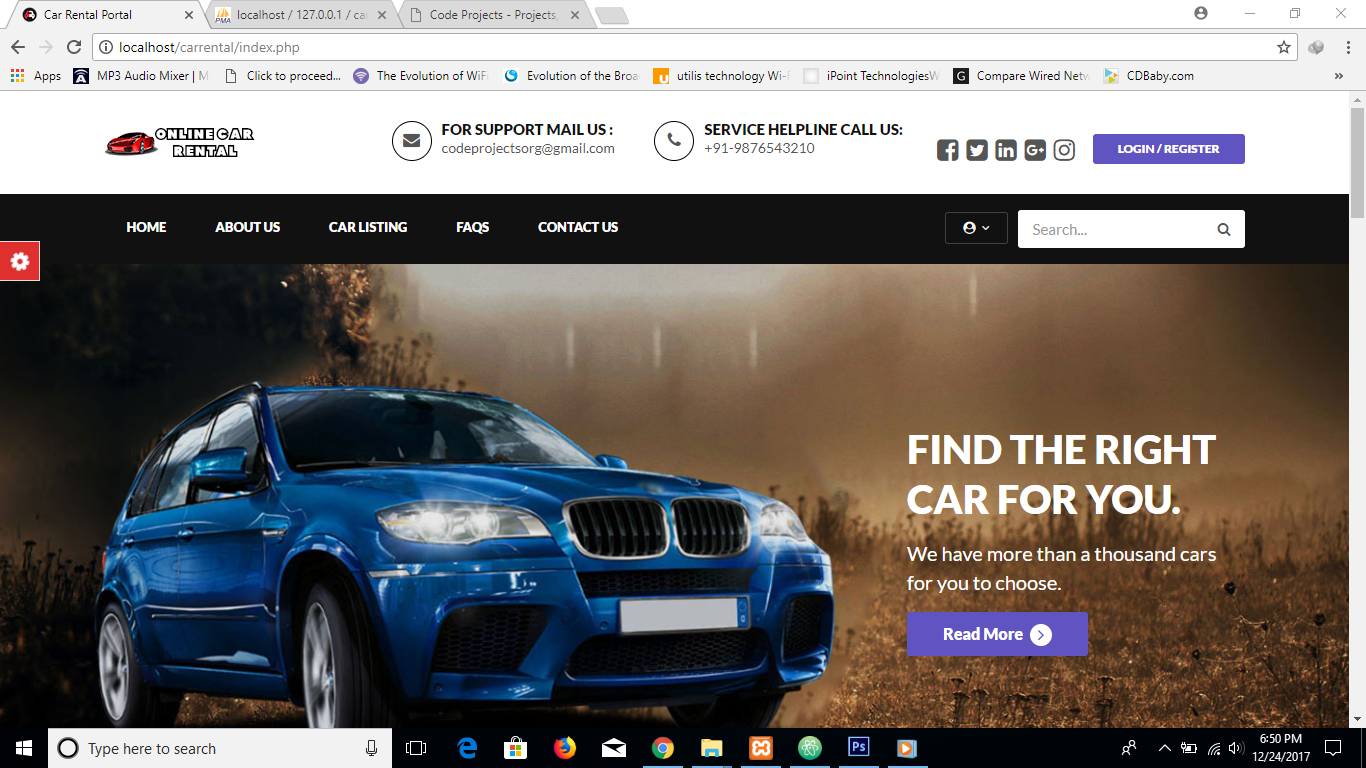 Car Rental Portal
localhost / 127.0.0.1 / ca
Code Projects - Projects,
localhost/carrental/index.php
Apps
MP3 Audio Mixer | M
Click to proceed...
The Evolution of WiFi
Evolution of the Broa
utilis technology Wi-F
iPoint TechnologiesW
Compare Wired Netw
CDBaby.com
ONLINE CAR
RENTAL
FOR SUPPORT MAIL US :
codeprojectsorg@gmail.com
SERVICE HELPLINE CALL US:
+91-9876543210
LOGIN / REGISTER
HOME
ABOUT US
CAR LISTING
FAQS
CONTACT US
Search...
FIND THE RIGHT
CAR FOR YOU.
We have more than a thousand cars
for you to choose.
Read More
Type here to search
6:50 PM
12/24/2017